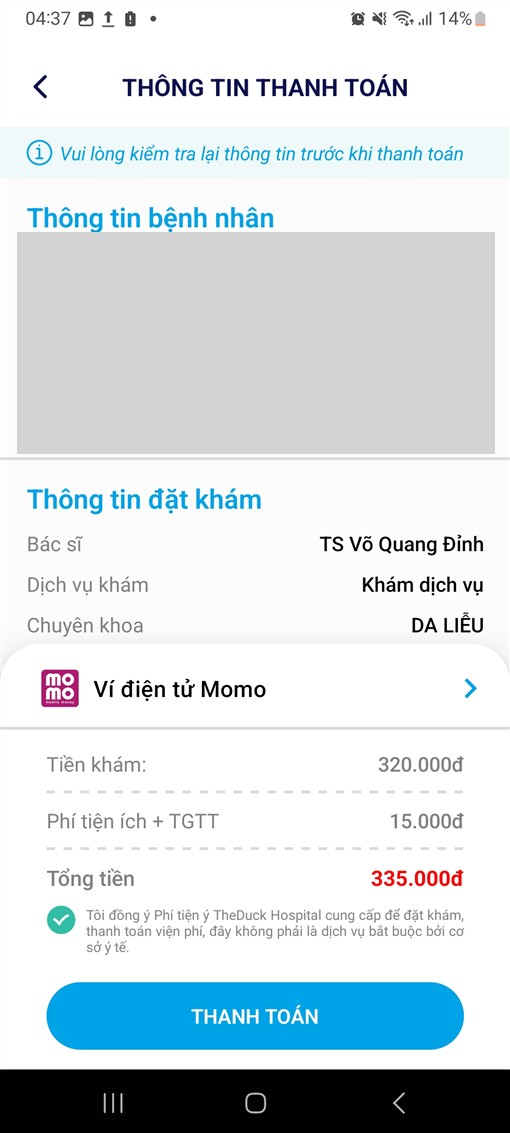 04:37 14%
THÔNG TIN THANH TOÁN
Vui lòng kiểm tra lại thông tin trước khi thanh toán
Thông tin bệnh nhân
Thông tin đặt khám
Bác sĩ TS Võ Quang Đỉnh
Dịch vụ khám Khám dịch vụ
Chuyên khoa DA LIỄU
mo mo mobile money Ví điện tử Momo
Tiền khám: 320.000đ
Phí tiện ích + TGTT 15.000đ
Tổng tiền 335.000đ
Tôi đồng ý Phí tiện ý TheDuck Hospital cung cấp để đặt khám,
thanh toán viện phí, đây không phải là dịch vụ bắt buộc bởi cơ
sở ý tế.
THANH TOÁN